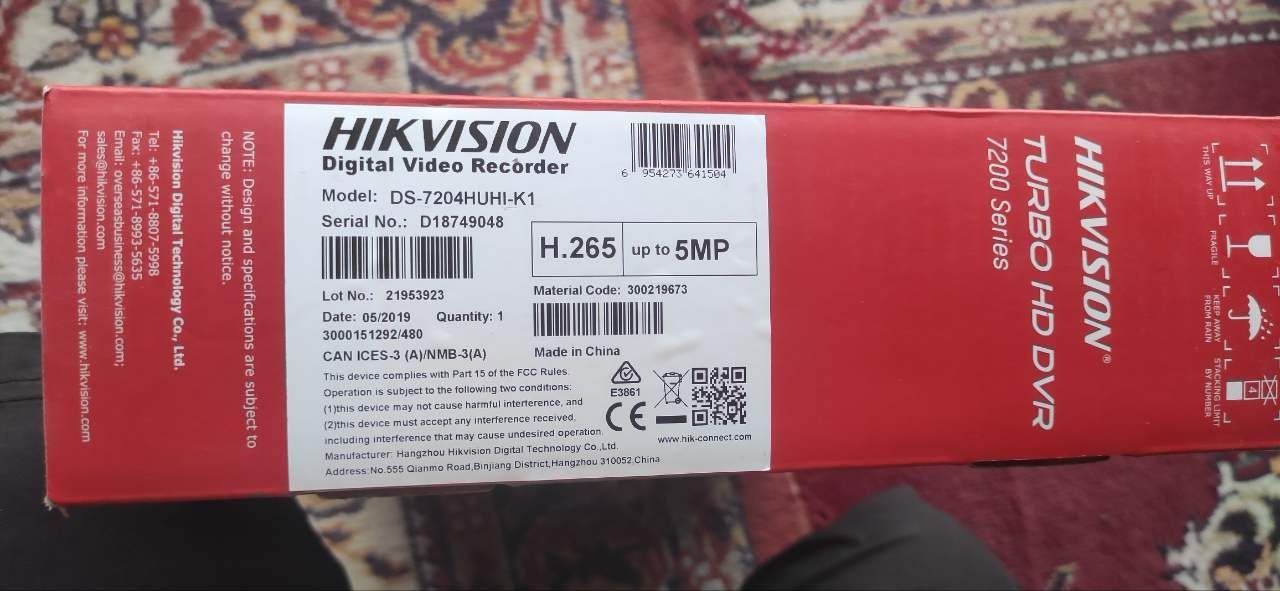 HIKVISION
Digital Video Recorder
6 954273 641504
Model: DS-7204HUHI-K1
Serial No.: D18749048
H.265 up to 5MP
Lot No.: 21953923
Material Code: 300219673
Date: 05/2019 Quantity: 1
3000151292/480
CAN ICES-3 (A)/NMB-3(A)
Made in China
This device complies with Part 15 of the FCC Rules.
Operation is subject to the following two conditions:
(1)this device may not cause harmful interference, and
(2)this device must accept any interference received,
including interference that may cause undesired operation
E3861
CE
www.hik-connect.com
Manufacturer: Hangzhou Hikvision Digital Technology Co.,Ltd.
Address:No.555 Qianmo Road,Binjiang District,Hangzhou 310052,China
NOTE: Design and specifications are subject to
change without notice.
Hikvision Digital Technology Co., Ltd.
Tel: +86-571-8807-5998
Fax: +86-571-8993-5635
Email: overseasbusiness@hikvision.com;
sales@hikvision.com
For more information please visit: www.hikvision.com
HIKVISION®
TURBO HD DVR
7200 Series
THIS WAY UP
FRAGILE
KEEP AWAY
FROM RAIN
STACKING LIMIT
BY NUMBER
4